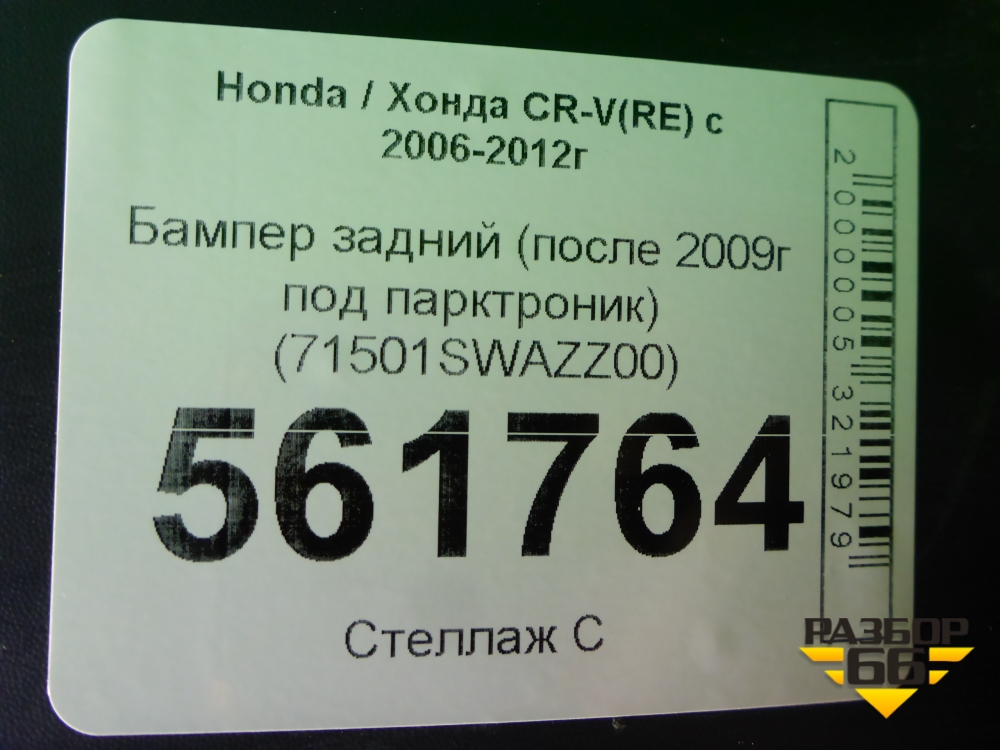 Honda / Хонда CR-V(RE) с
2006-2012г
Бампер задний (после 2009г
под парктроник)
(71501SWAZZ00)
561764
Стеллаж С
2000005321979
РАЗБОР
66